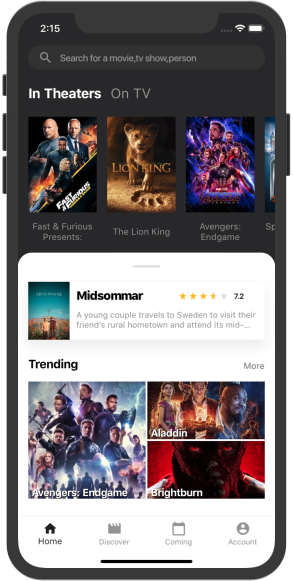 2:15
Search for a movie,tv show,person
In Theaters On TV
FAST & FURIOUS
THE LION KING
AVENGERS
Fast & Furious
Presents:
The Lion King
Avengers:
Endgame
Sp
Midsommar 7.2
A young couple travels to Sweden to visit their
friend's rural hometown and attend its mid-...
Trending More
Avengers: Endgame
Aladdin
Brightburn
Home Discover Coming Account